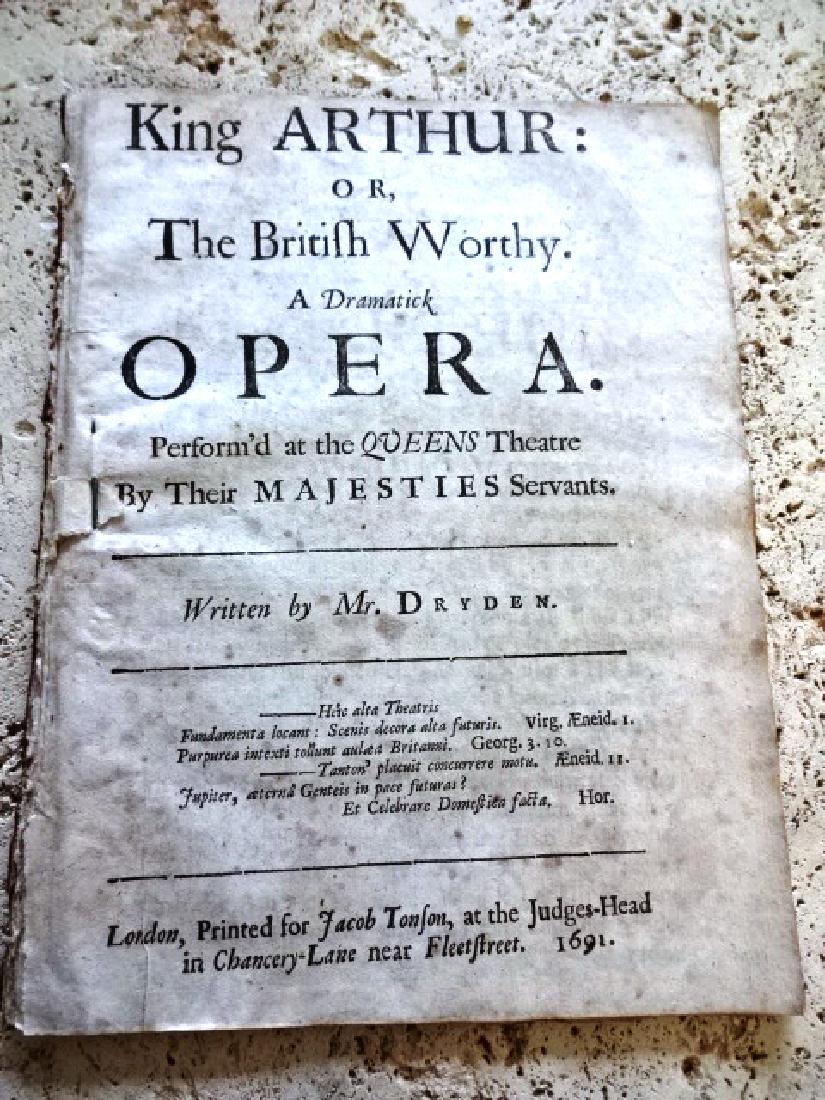 King ARTHUR:
OR,
The Britiſh Worthy.
A Dramatick
OPERA.
Perform'd at the QUEENS Theatre
By Their MAJESTIES Servants.
Written by Mr. DRYDEN.
——Hîc alta Theatris
Fundamenta locant: Scenis decora alta futuris. Virg. Æneid. 1.
Purpurea intexti tollunt aulæa Britanni. Georg. 3. 10.
——Tanton' placuit concurrere motu. Æneid. 11.
Jupiter, æternâ Genteis in pace futuras?
Et Celebrare Domeſtica facta. Hor.
London, Printed for Jacob Tonſon, at the Judges-Head
in Chancery-Lane near Fleetſtreet. 1691.